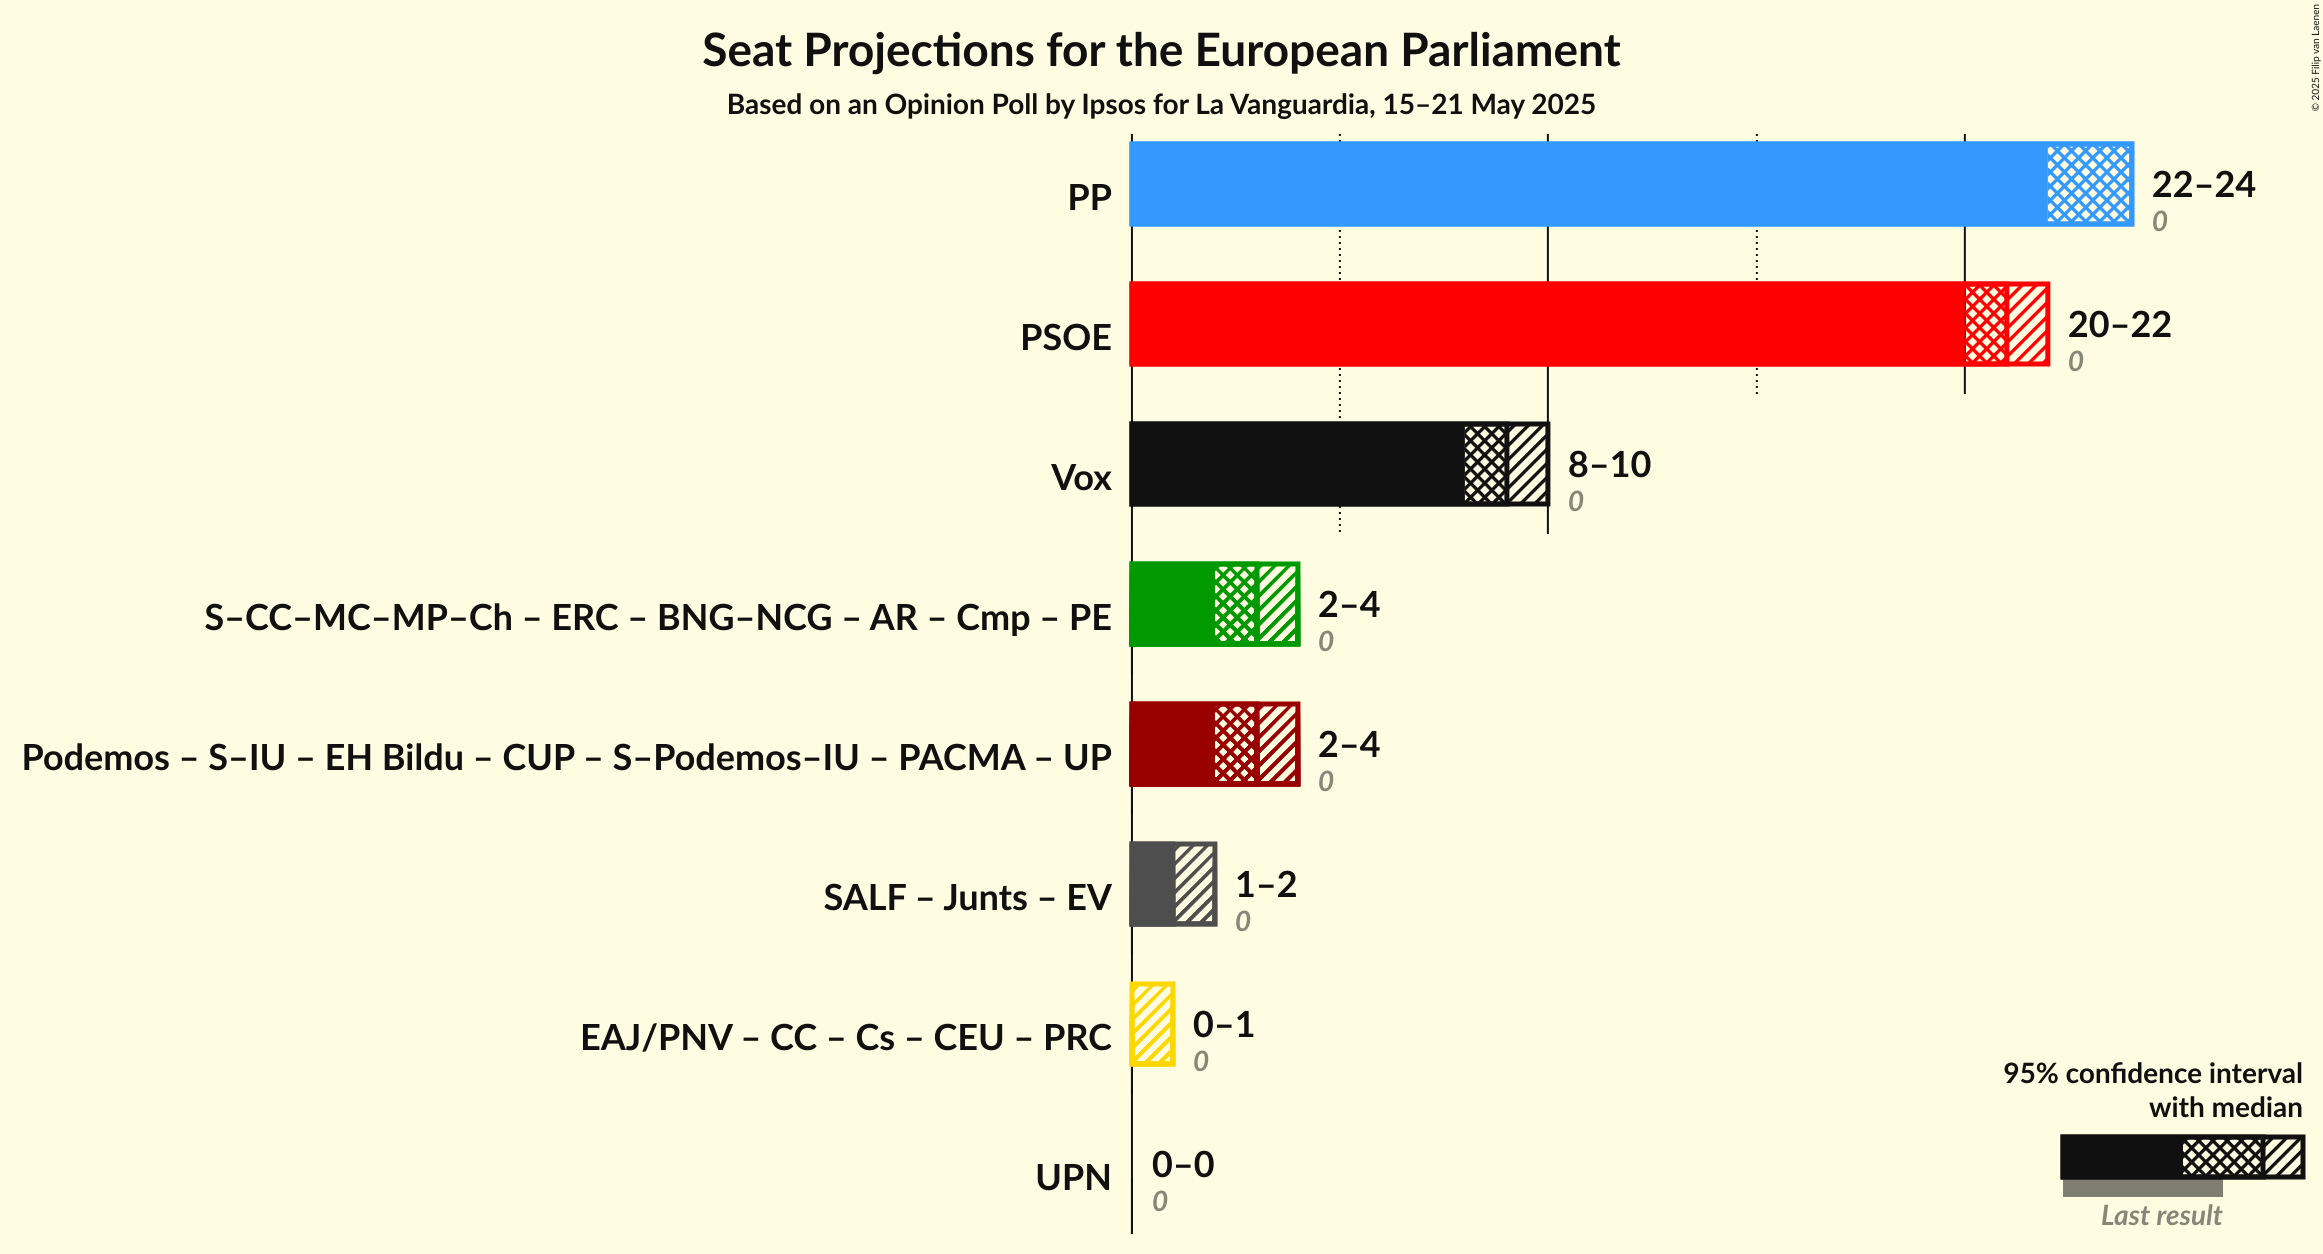 Seat Projections for the European Parliament
Based on an Opinion Poll by Ipsos for La Vanguardia, 15–21 May 2025
© 2025 Filip van Laenen
PP
22–24
0
PSOE
20–22
0
Vox
8–10
0
S–CC–MC–MP–Ch – ERC – BNG–NCG – AR – Cmp – PE
2–4
0
Podemos – S–IU – EH Bildu – CUP – S–Podemos–IU – PACMA – UP
2–4
0
SALF – Junts – EV
1–2
0
EAJ/PNV – CC – Cs – CEU – PRC
0–1
0
UPN
0–0
0
95% confidence interval
with median
Last result